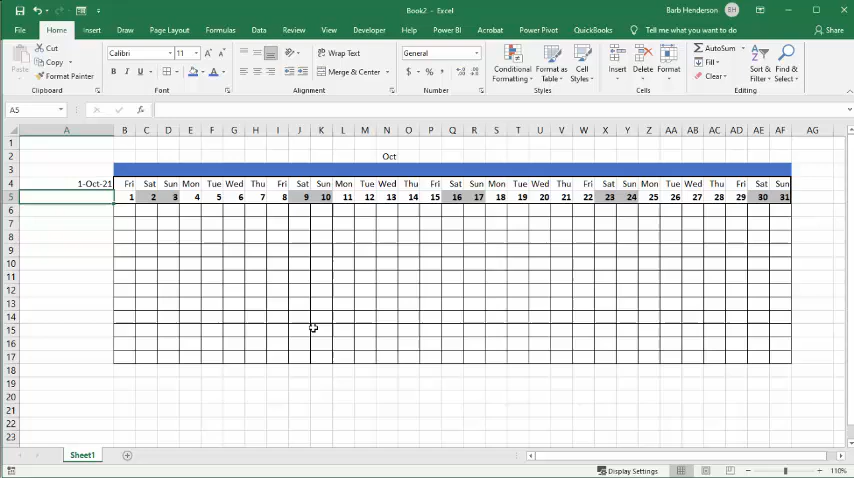 Book2 - Excel
Barb Henderson BH
File Home Insert Draw Page Layout Formulas Data Review View Developer Help Power BI Acrobat Power Pivot QuickBooks Tell me what you want to do Share
Cut
Copy
Format Painter
Paste
Clipboard
Calibri 11
B I U
Font
Wrap Text
Merge & Center
Alignment
General
$ % ,
Number
Conditional Formatting
Format as Table
Cell Styles
Styles
Insert Delete Format
Cells
AutoSum
Fill
Clear
Sort & Filter
Find & Select
Editing
A5 fx
A B C D E F G H I J K L M N O P Q R S T U V W X Y Z AA AB AC AD AE AF AG
1
2 Oct
3
4 1-Oct-21 Fri Sat Sun Mon Tue Wed Thu Fri Sat Sun Mon Tue Wed Thu Fri Sat Sun Mon Tue Wed Thu Fri Sat Sun Mon Tue Wed Thu Fri Sat Sun
5 1 2 3 4 5 6 7 8 9 10 11 12 13 14 15 16 17 18 19 20 21 22 23 24 25 26 27 28 29 30 31
6
7
8
9
10
11
12
13
14
15
16
17
18
19
20
21
22
23
Sheet1
Display Settings 110%